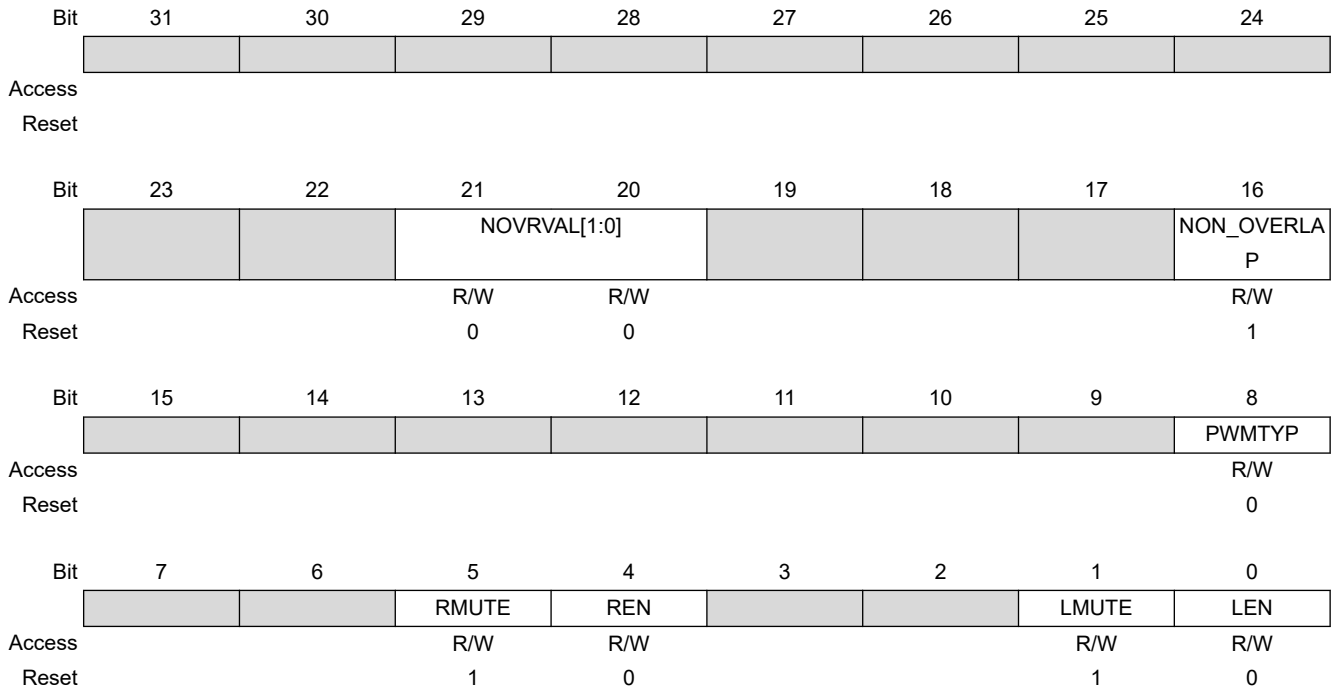 Bit 31 30 29 28 27 26 25 24
Access
Reset
Bit 23 22 21 20 19 18 17 16
NOVRVAL[1:0] NON_OVERLA
P
Access R/W R/W R/W
Reset 0 0 1
Bit 15 14 13 12 11 10 9 8
PWMTYP
Access R/W
Reset 0
Bit 7 6 5 4 3 2 1 0
RMUTE REN LMUTE LEN
Access R/W R/W R/W R/W
Reset 1 0 1 0